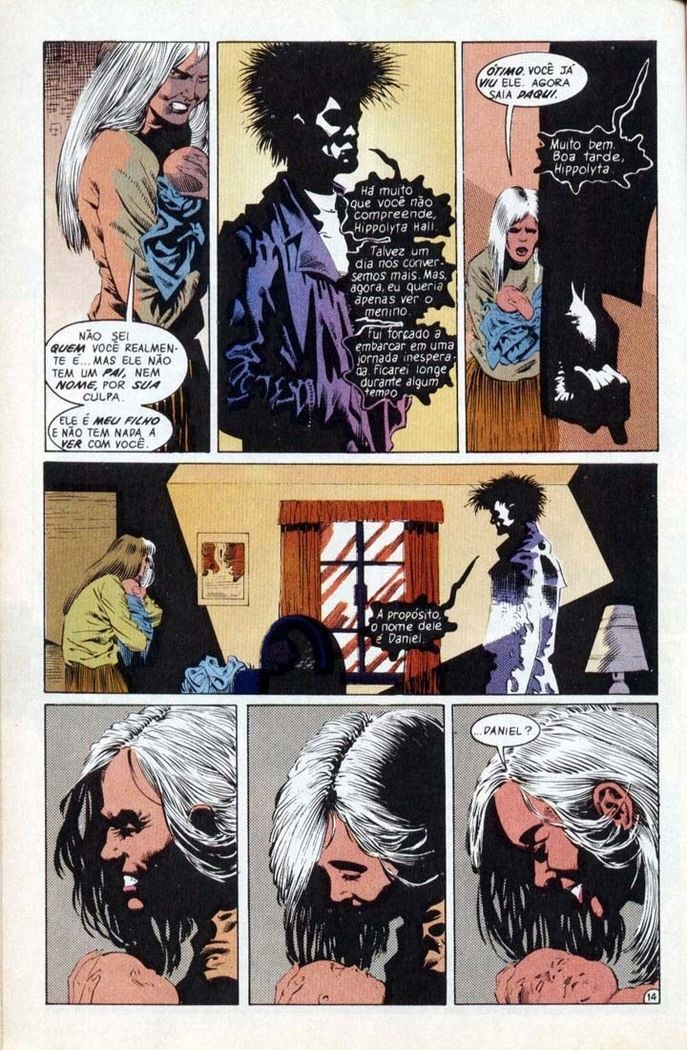 NÃO SEI
QUEM VOCÊ REALMEN-
TE É... MAS ELE NÃO
TEM UM PAI, NEM
NOME, POR SUA
CULPA.
ELE É MEU FILHO
E NÃO TEM NADA A
VER COM VOCÊ.
Há muito
que você não
compreende,
Hippolyta Hall.
Talvez um
dia nós conver-
semos mais. Mas,
agora, eu queria
apenas ver o
menino.
Fui forçado a
embarcar em uma
jornada inespera-
da. Ficarei longe
durante algum
tempo.
ÓTIMO. VOCÊ JÁ
VIU ELE. AGORA
SAIA DAQUI.
Muito bem.
Boa tarde,
Hippolyta.
A propósito,
o nome dele
é Daniel.
...DANIEL?
14